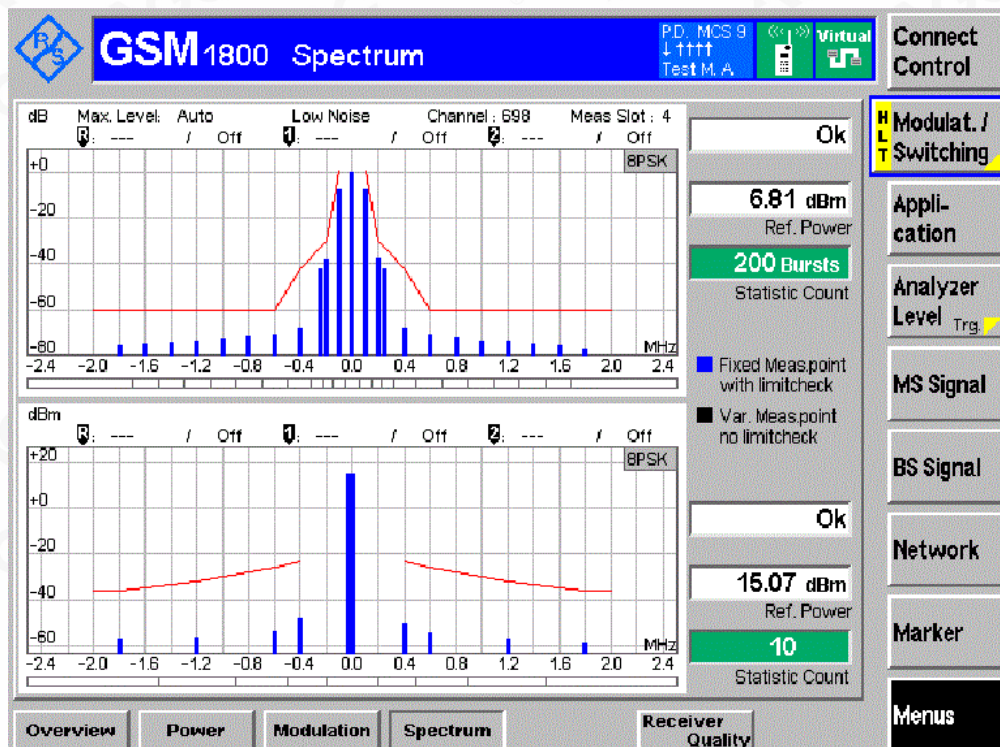 R/S
GSM 1800 Spectrum
P.D. MCS 9
↓ ↑↑↑↑
Test M. A.
Virtual
Connect Control
dB Max. Level: Auto Low Noise Channel : 698 Meas Slot : 4
R: --- / Off 1: --- / Off 2: --- / Off
8PSK
+0
-20
-40
-60
-80
MHz
-2.4 -2.0 -1.6 -1.2 -0.8 -0.4 0.0 0.4 0.8 1.2 1.6 2.0 2.4
Ok
6.81 dBm
Ref. Power
200 Bursts
Statistic Count
Fixed Meas.point
with limitcheck
Var. Meas.point
no limitcheck
dBm
R: --- / Off 1: --- / Off 2: --- / Off
8PSK
+20
+0
-20
-40
-60
MHz
-2.4 -2.0 -1.6 -1.2 -0.8 -0.4 0.0 0.4 0.8 1.2 1.6 2.0 2.4
Ok
15.07 dBm
Ref. Power
10
Statistic Count
HLT
Modulat. /
Switching
Appli-
cation
Analyzer
Level Trg.
MS Signal
BS Signal
Network
Marker
Menus
Overview
Power
Modulation
Spectrum
Receiver
Quality